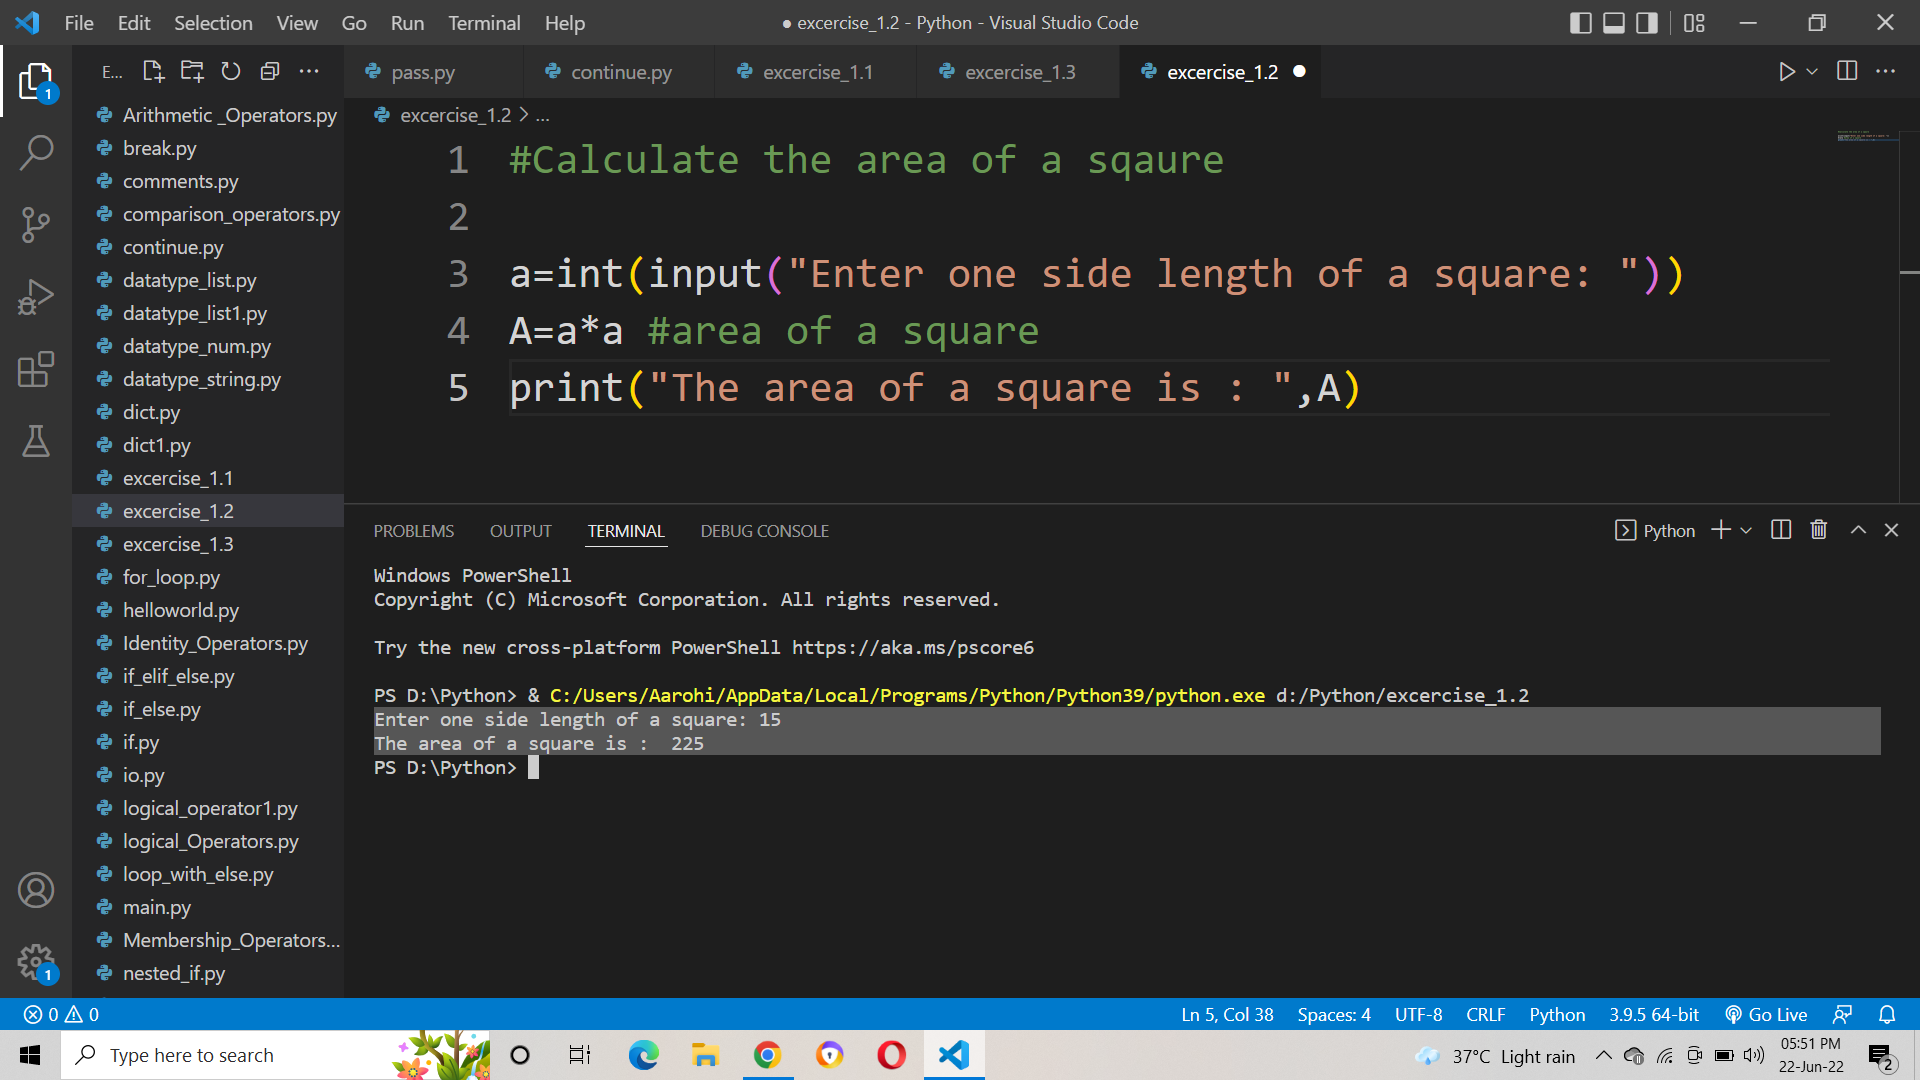 File Edit Selection View Go Run Terminal Help
● excercise_1.2 - Python - Visual Studio Code
E...
pass.py continue.py excercise_1.1 excercise_1.3 excercise_1.2 ●
excercise_1.2 > ...
1
Arithmetic _Operators.py
break.py
comments.py
comparison_operators.py
continue.py
datatype_list.py
datatype_list1.py
datatype_num.py
datatype_string.py
dict.py
dict1.py
excercise_1.1
excercise_1.2
excercise_1.3
for_loop.py
helloworld.py
Identity_Operators.py
if_elif_else.py
if_else.py
if.py
io.py
logical_operator1.py
logical_Operators.py
loop_with_else.py
main.py
Membership_Operators...
nested_if.py
1
1 #Calculate the area of a sqaure
2
3 a=int(input("Enter one side length of a square: "))
4 A=a*a #area of a square
5 print("The area of a square is : ",A)
PROBLEMS OUTPUT TERMINAL DEBUG CONSOLE
Python
Windows PowerShell
Copyright (C) Microsoft Corporation. All rights reserved.
Try the new cross-platform PowerShell https://aka.ms/pscore6
PS D:\Python> & C:/Users/Aarohi/AppData/Local/Programs/Python/Python39/python.exe d:/Python/excercise_1.2
Enter one side length of a square: 15
The area of a square is :  225
PS D:\Python>
0 0
Ln 5, Col 38 Spaces: 4 UTF-8 CRLF Python 3.9.5 64-bit Go Live
Type here to search
37°C Light rain
05:51 PM
22-Jun-22
2